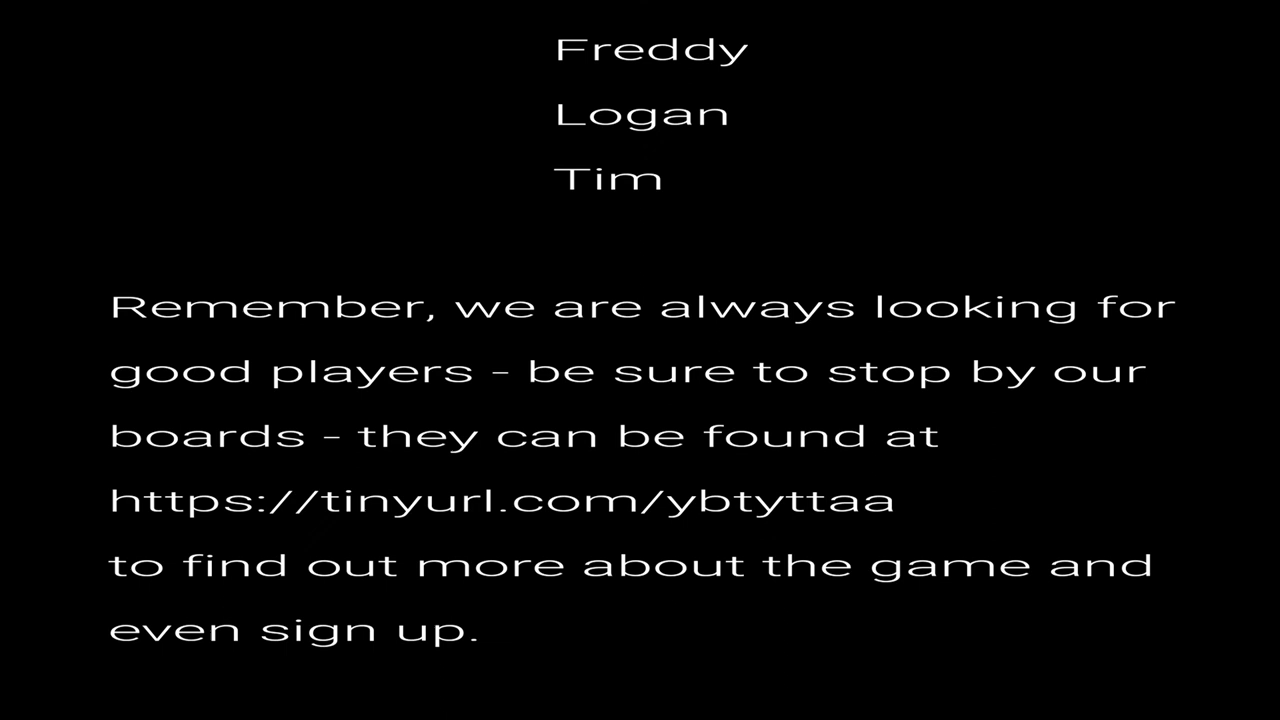 Freddy
Logan
Tim
Remember, we are always looking for
good players - be sure to stop by our
boards - they can be found at
https://tinyurl.com/ybtyttaa
to find out more about the game and
even sign up.